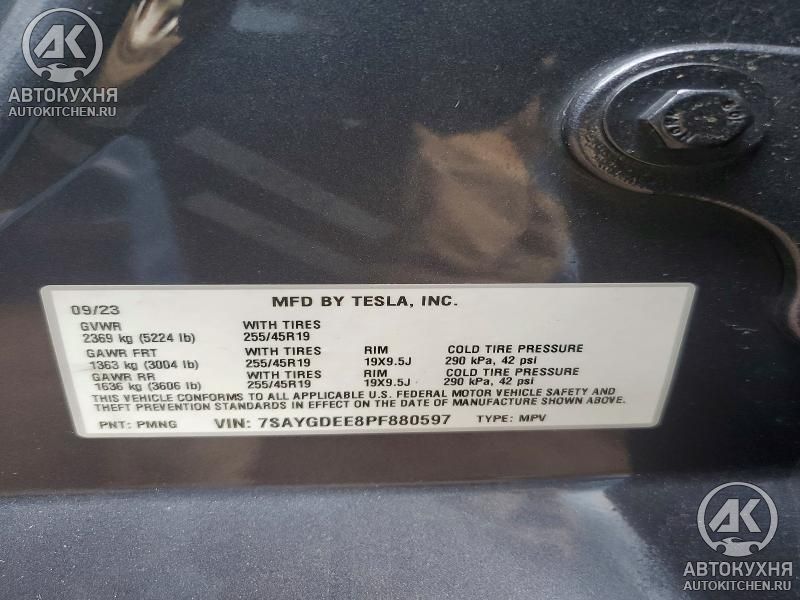 АК
АВТОКУХНЯ
AUTOKITCHEN.RU
09/23
MFD BY TESLA, INC.
GVWR WITH TIRES
2369 kg (5224 lb) 255/45R19
GAWR FRT WITH TIRES RIM COLD TIRE PRESSURE
1363 kg (3004 lb) 255/45R19 19X9.5J 290 kPa, 42 psi
GAWR RR WITH TIRES RIM COLD TIRE PRESSURE
1636 kg (3606 lb) 255/45R19 19X9.5J 290 kPa, 42 psi
THIS VEHICLE CONFORMS TO ALL APPLICABLE U.S. FEDERAL MOTOR VEHICLE SAFETY AND
THEFT PREVENTION STANDARDS IN EFFECT ON THE DATE OF MANUFACTURE SHOWN ABOVE.
PNT: PMNG VIN: 7SAYGDEE8PF880597 TYPE: MPV
АК
АВТОКУХНЯ
AUTOKITCHEN.RU